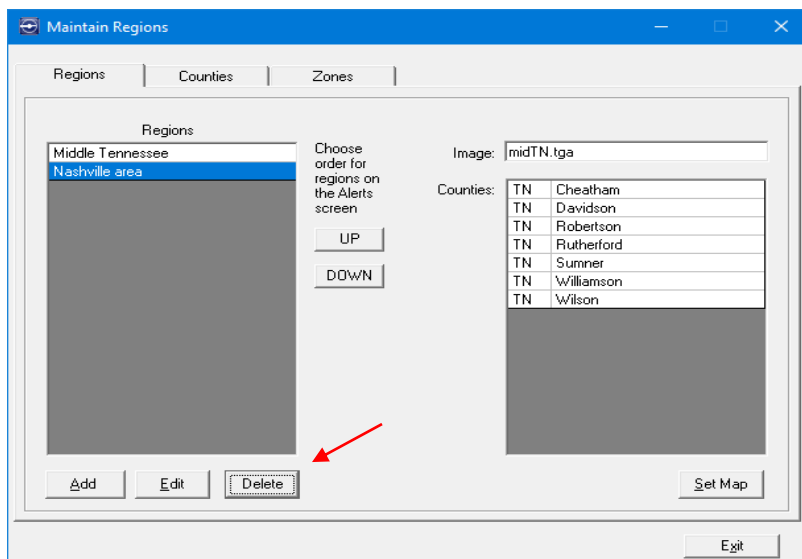 Maintain Regions
Regions
Counties
Zones
Regions
Middle Tennessee
Nashville area
Choose
order for
regions on
the Alerts
screen
UP
DOWN
Image:
midTN.tga
Counties:
TN Cheatham
TN Davidson
TN Robertson
TN Rutherford
TN Sumner
TN Williamson
TN Wilson
Add
Edit
Delete
Set Map
Exit